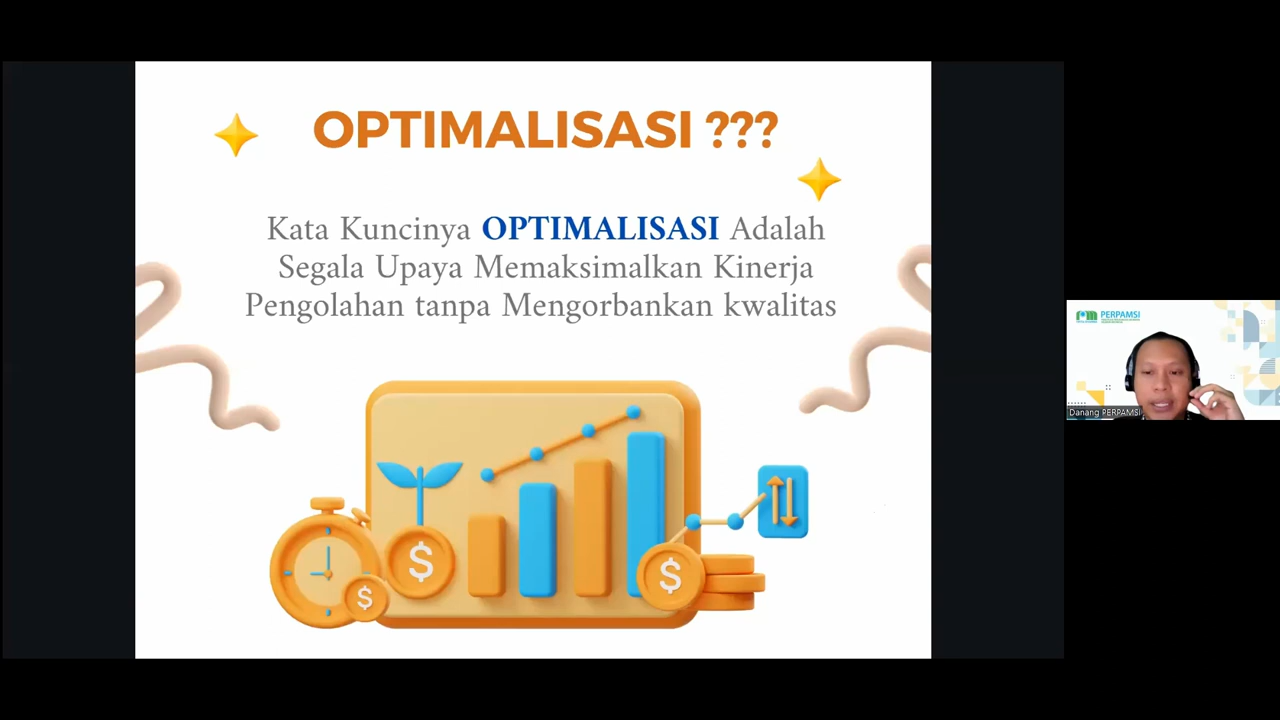 OPTIMALISASI ???
Kata Kuncinya OPTIMALISASI Adalah
Segala Upaya Memaksimalkan Kinerja
Pengolahan tanpa Mengorbankan kwalitas
$
$
$
PERPAMSI
Danang PERPAMSI